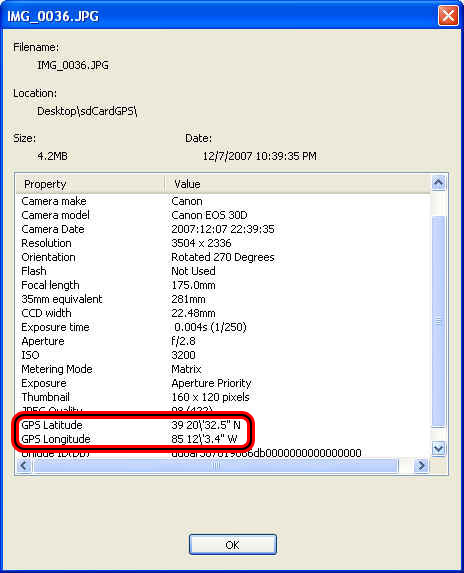 IMG_0036.JPG
Filename:
IMG_0036.JPG
Location:
Desktop\sdCardGPS\
Size: Date:
4.2MB 12/7/2007 10:39:35 PM
Property Value
Camera make Canon
Camera model Canon EOS 30D
Camera Date 2007:12:07 22:39:35
Resolution 3504 x 2336
Orientation Rotated 270 Degrees
Flash Not Used
Focal length 175.0mm
35mm equivalent 281mm
CCD width 22.48mm
Exposure time 0.004s (1/250)
Aperture f/2.8
ISO 3200
Metering Mode Matrix
Exposure Aperture Priority
Thumbnail 160 x 120 pixels
JPEG Quality 98 (422)
GPS Latitude 39 20\'32.5" N
GPS Longitude 85 12\'3.4" W
Unique ID(Db)
OK